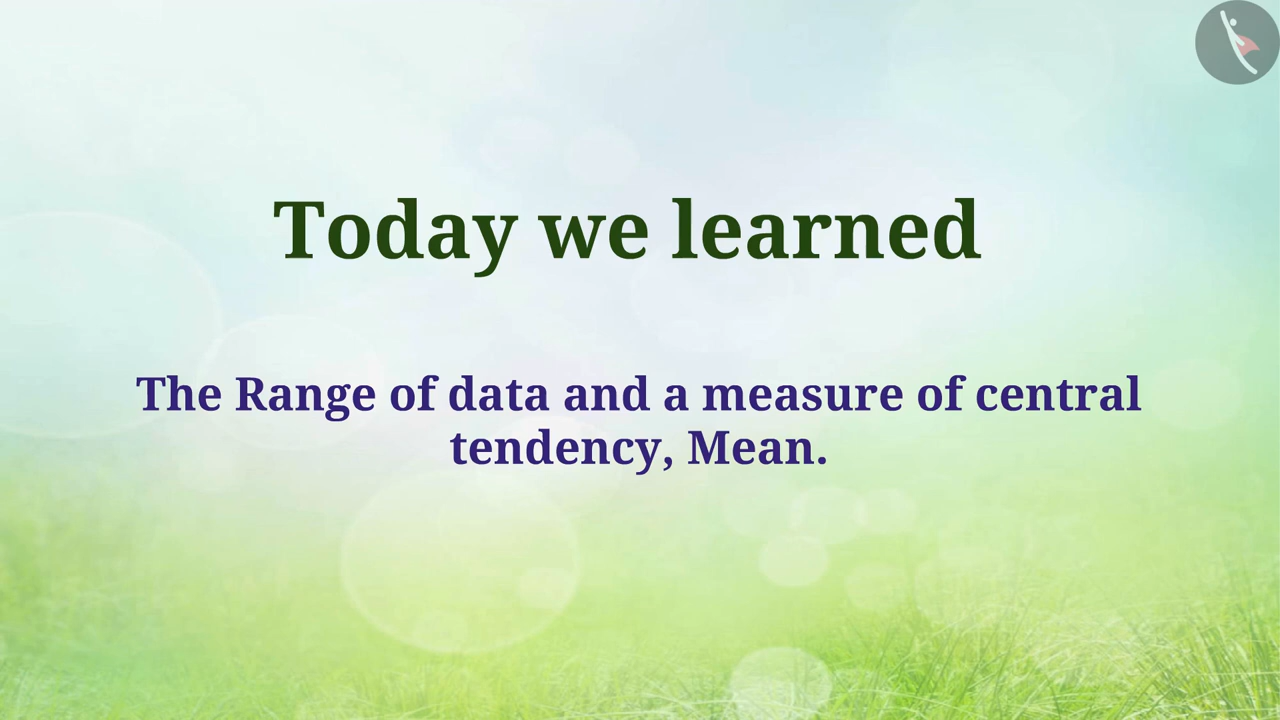 Today we learned
The Range of data and a measure of central
tendency, Mean.